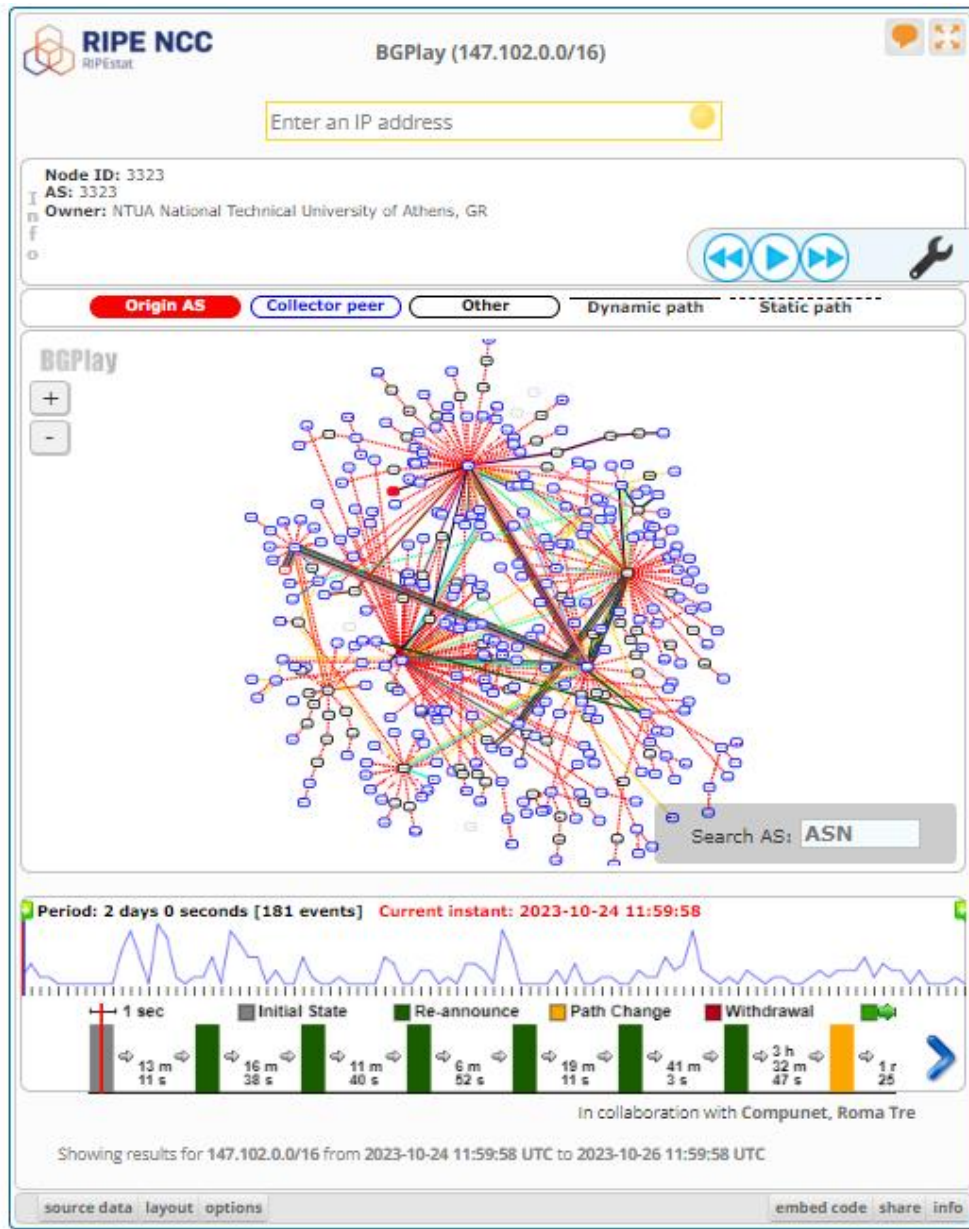 RIPE NCC
RIPEstat
BGPlay (147.102.0.0/16)
Enter an IP address
Info
Node ID: 3323
AS: 3323
Owner: NTUA National Technical University of Athens, GR
Origin AS Collector peer Other Dynamic path Static path
BGPlay
+
-
Search AS: ASN
Period: 2 days 0 seconds [181 events] Current instant: 2023-10-24 11:59:58
1 sec Initial State Re-announce Path Change Withdrawal
13 m 11 s
16 m 38 s
11 m 40 s
6 m 52 s
19 m 11 s
41 m 3 s
3 h 32 m 47 s
In collaboration with Compunet, Roma Tre
Showing results for 147.102.0.0/16 from 2023-10-24 11:59:58 UTC to 2023-10-26 11:59:58 UTC
source data layout options embed code share info